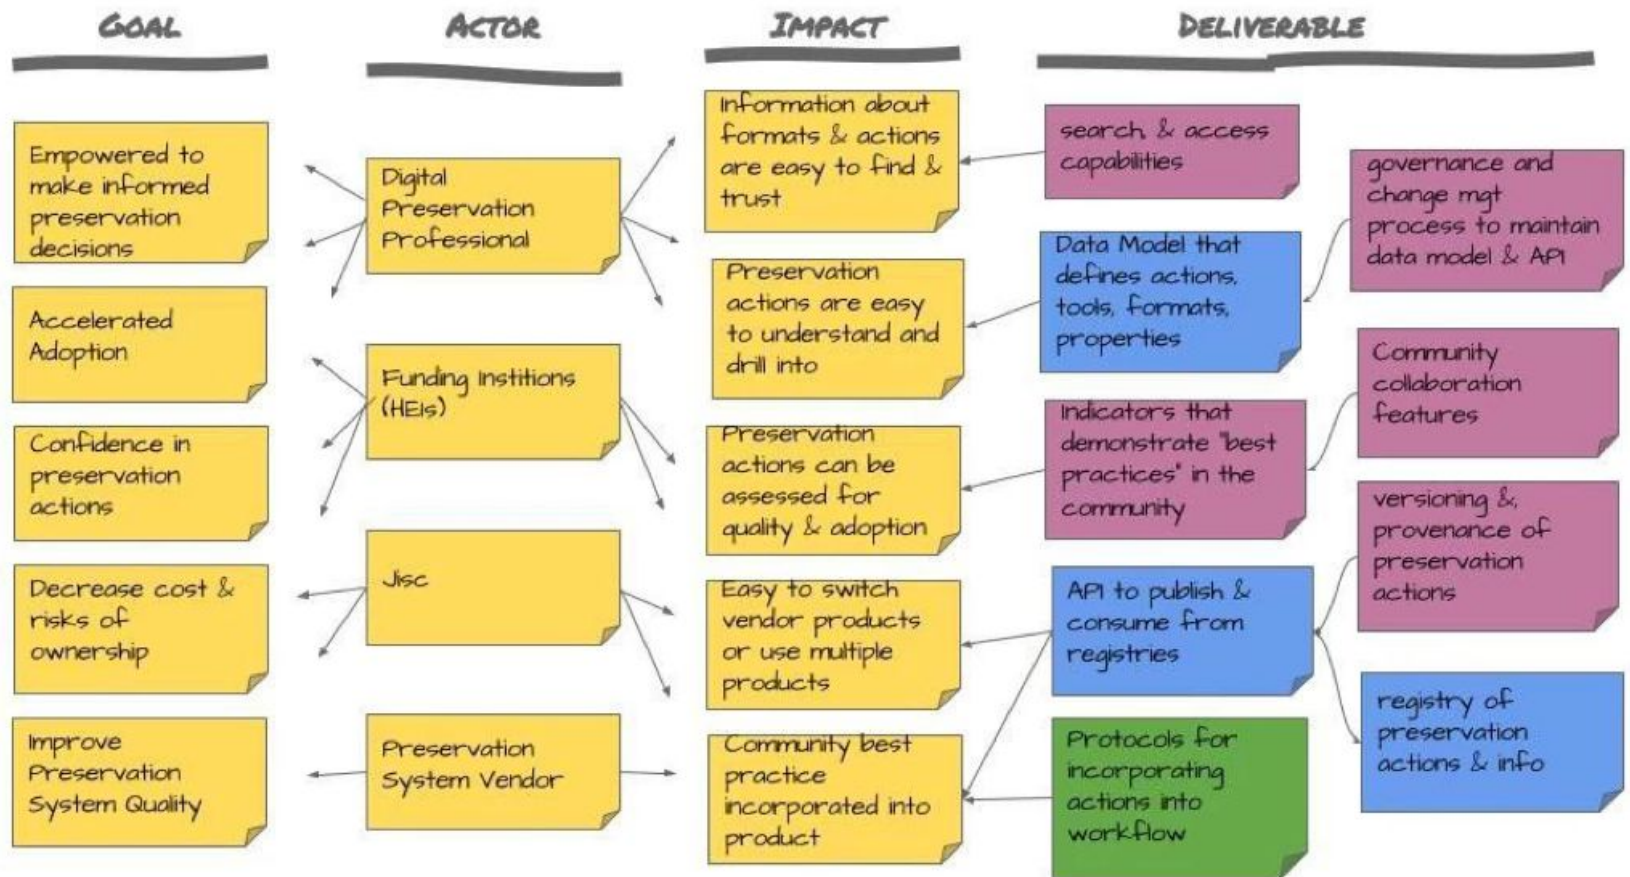 GOAL
ACTOR
IMPACT
DELIVERABLE
Empowered to
make informed
preservation
decisions
Accelerated
Adoption
Confidence in
preservation
actions
Decrease cost &
risks of
ownership
Improve
Preservation
System Quality
Digital
Preservation
Professional
Funding Institions
(HEIs)
Jisc
Preservation
System Vendor
Information about
formats & actions
are easy to find &
trust
Preservation
actions are easy
to understand and
drill into
Preservation
actions can be
assessed for
quality & adoption
Easy to switch
vendor products
or use multiple
products
Community best
practice
incorporated into
product
search, & access
capabilities
Data Model that
defines actions,
tools, formats,
properties
Indicators that
demonstrate "best
practices" in the
community
API to publish &
consume from
registries
Protocols for
incorporating
actions into
workflow
governance and
change mgt
process to maintain
data model & API
Community
collaboration
features
versioning &,
provenance of
preservation
actions
registry of
preservation
actions & info